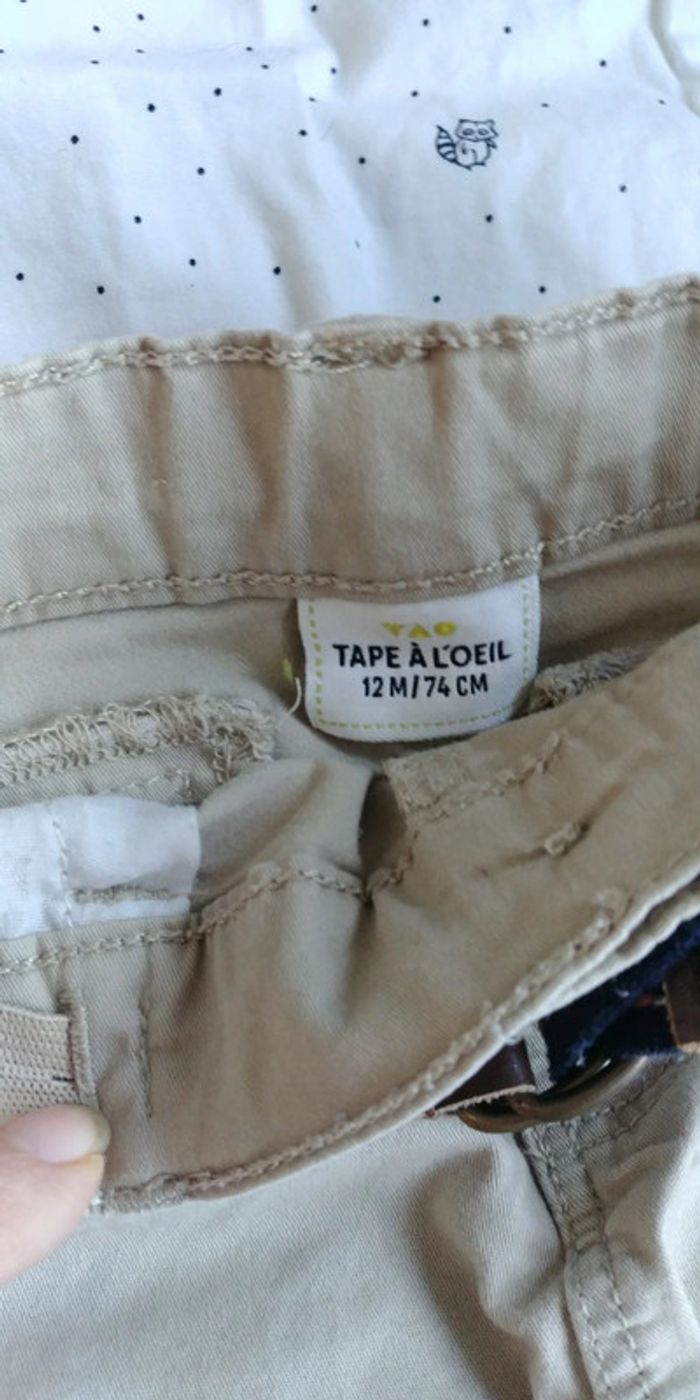 TAO
TAPE À L'OEIL
12 M/74 CM